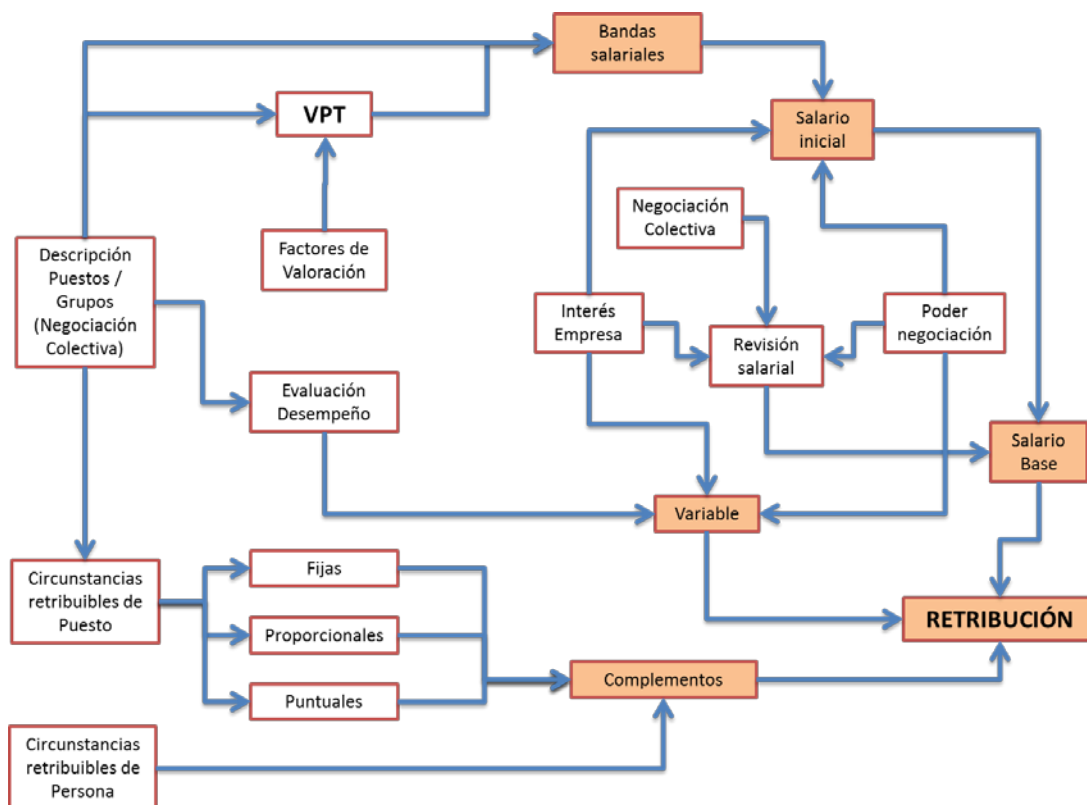 Bandas
salariales
VPT
Salario
inicial
Negociación
Colectiva
Descripción
Puestos /
Grupos
(Negociación
Colectiva)
Factores de
Valoración
Interés
Empresa
Poder
negociación
Revisión
salarial
Evaluación
Desempeño
Salario
Base
Variable
Circunstancias
retribuibles de
Puesto
Fijas
RETRIBUCIÓN
Proporcionales
Complementos
Puntuales
Circunstancias
retribuibles de
Persona